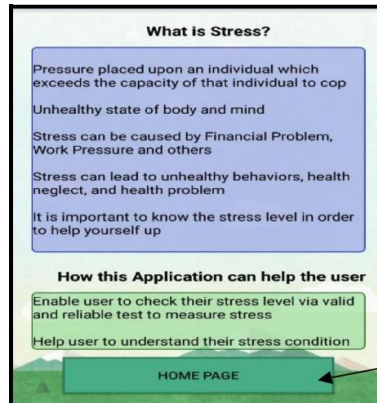 What is Stress?
Pressure placed upon an individual which
exceeds the capacity of that individual to cop
Unhealthy state of body and mind
Stress can be caused by Financial Problem,
Work Pressure and others
Stress can lead to unhealthy behaviors, health
neglect, and health problem
It is important to know the stress level in order
to help yourself up
How this Application can help the user
Enable user to check their stress level via valid
and reliable test to measure stress
Help user to understand their stress condition
HOME PAGE